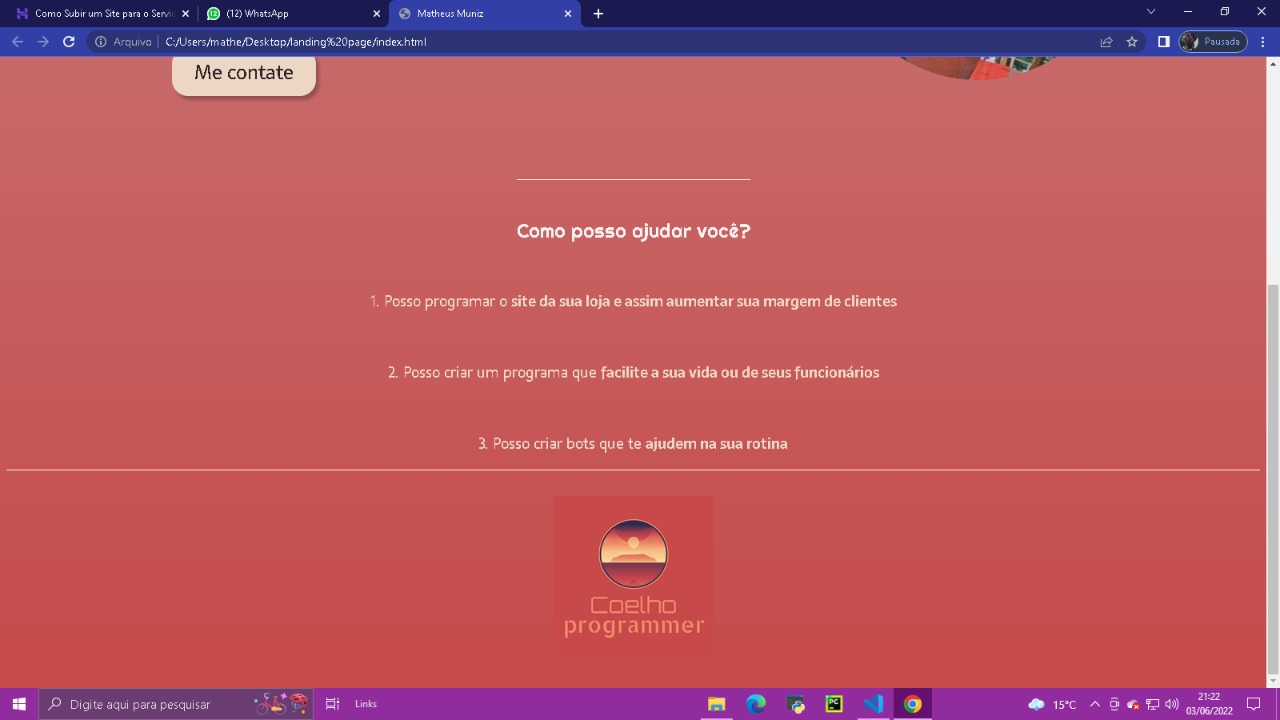 Como Subir um Site para o Servic
(12) WhatsApp
Matheus Muniz
Arquivo
C:/Users/mathe/Desktop/landing%20page/index.html
Pausada
Me contate
Como posso ajudar você?
1. Posso programar o site da sua loja e assim aumentar sua margem de clientes
2. Posso criar um programa que facilite a sua vida ou de seus funcionários
3. Posso criar bots que te ajudem na sua rotina
Coelho
programmer
Digite aqui para pesquisar
Links
PC
15°C
21:22
03/06/2022